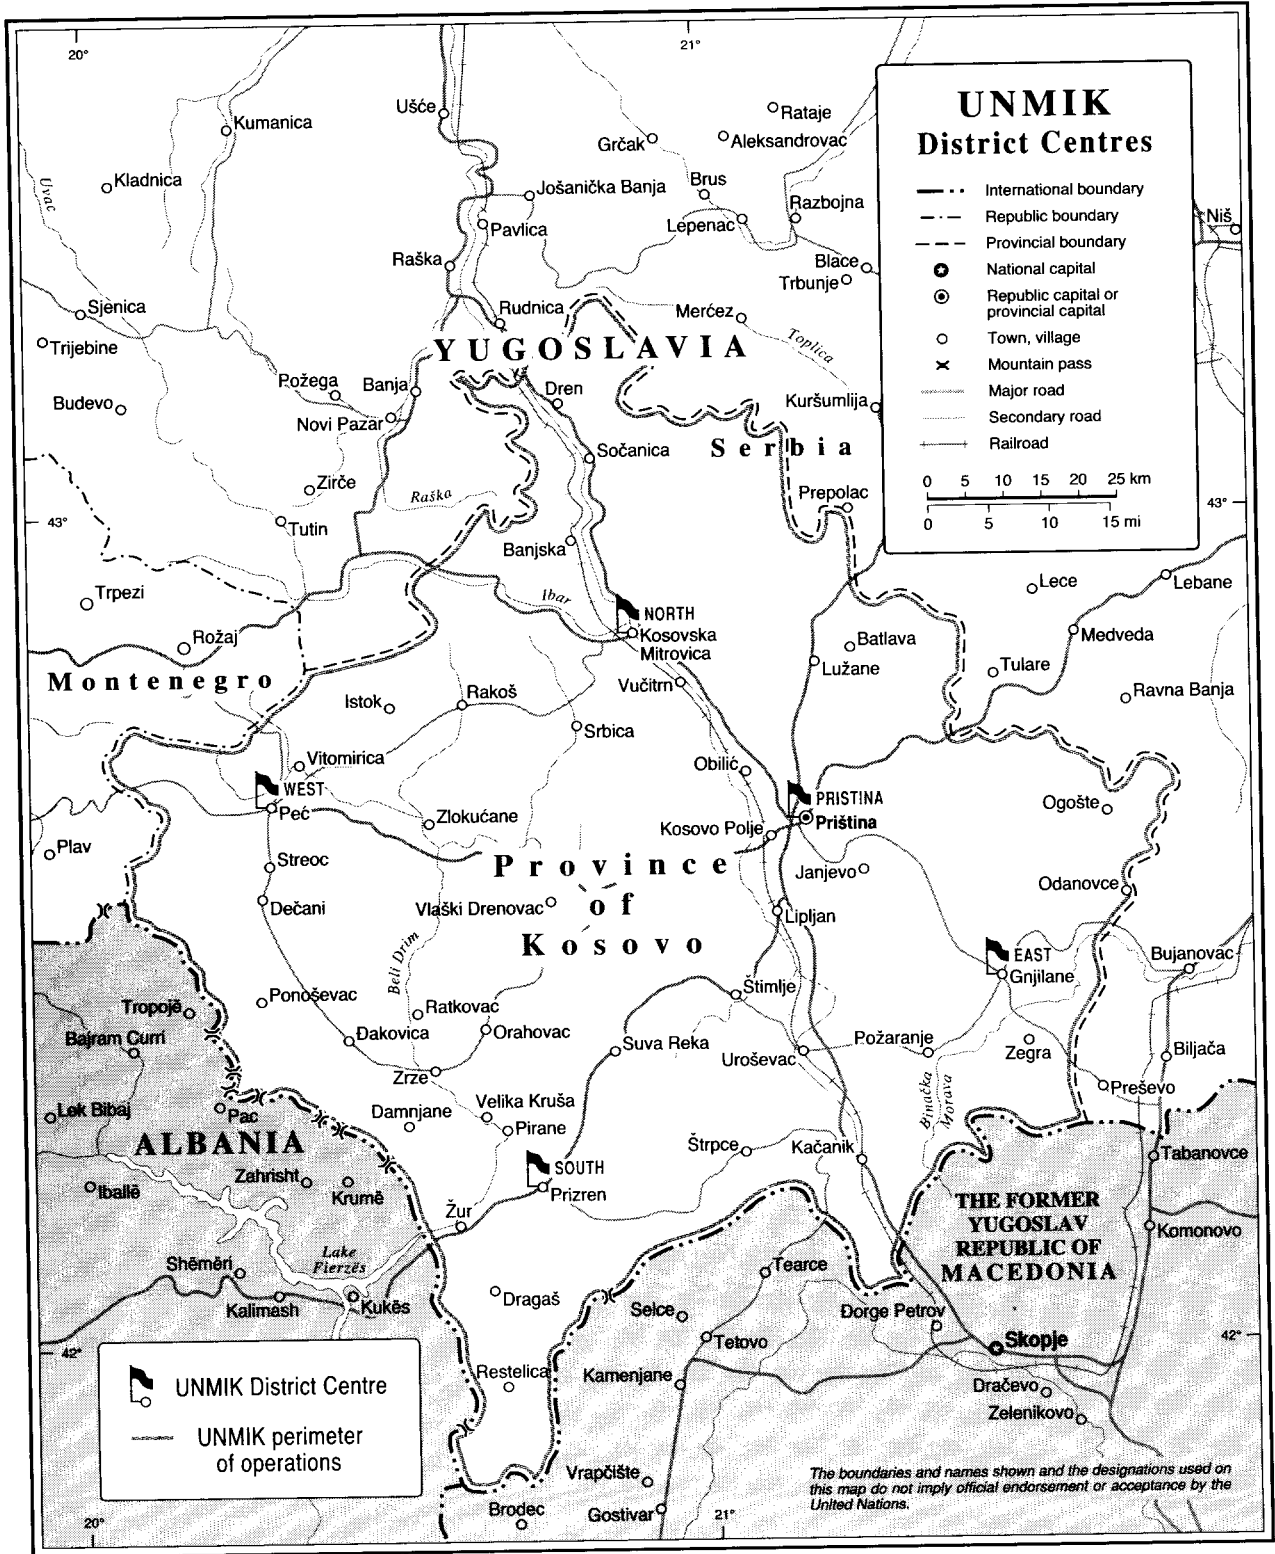 20°
21°
UNMIK
District Centres
International boundary
Republic boundary
Provincial boundary
National capital
Republic capital or
provincial capital
Town, village
Mountain pass
Major road
Secondary road
Railroad
0 5 10 15 20 25 km
0 5 10 15 mi
Ušće
Rataje
Aleksandrovac
Grčak
Kumanica
Kladnica
Uvac
Jošanička Banja
Brus
Razbojna
Pavlica
Lepenac
Niš
Raška
Blace
Trbunje
Rudnica
Merćez
Sjenica
Trijebine
YUGOSLAVIA
Toplica
Požega
Banja
Dren
Budevo
Novi Pazar
Kuršumlija
Sočanica
Serbia
Zirče
Raška
Prepolac
43°
43°
Tutin
Banjska
Trpezi
Ibar
Lece
Lebane
NORTH
Kosovska
Mitrovica
Rožaj
Batlava
Medveda
Lužane
Tulare
Montenegro
Vučitrn
Rakoš
Istok
Ravna Banja
Srbica
Vitomirica
Obilić
WEST
Peć
PRISTINA
Priština
Ogošte
Zlokućane
Kosovo Polje
Plav
Streoc
Province
of
Kosovo
Janjevo
Odanovce
Dečani
Vlaški Drenovac
Lipljan
Beli Drim
EAST
Gnjilane
Bujanovac
Štimlje
Ponoševac
Tropojë
Ratkovac
Bajram Curri
Đakovica
Orahovac
Suva Reka
Uroševac
Požaranje
Zegra
Biljača
Zrze
Preševo
Binačka
Morava
Lek Bibaj
Pac
Damnjane
Velika Kruša
Pirane
ALBANIA
Štrpce
Kačanik
Tabanovce
SOUTH
Prizren
Zahrisht
Krumë
Iballë
Žur
THE FORMER
YUGOSLAV
REPUBLIC OF
MACEDONIA
Komonovo
Lake
Fierzës
Shëmëri
Tearce
Kalimash
Kukës
Dragaš
Selce
Đorge Petrov
42°
42°
Tetovo
Skopje
UNMIK District Centre
UNMIK perimeter
of operations
Restelica
Kamenjane
Dračevo
Zelenikovo
Vrapčište
Gostivar
Brodec
The boundaries and names shown and the designations used on
this map do not imply official endorsement or acceptance by the
United Nations.
20°
21°